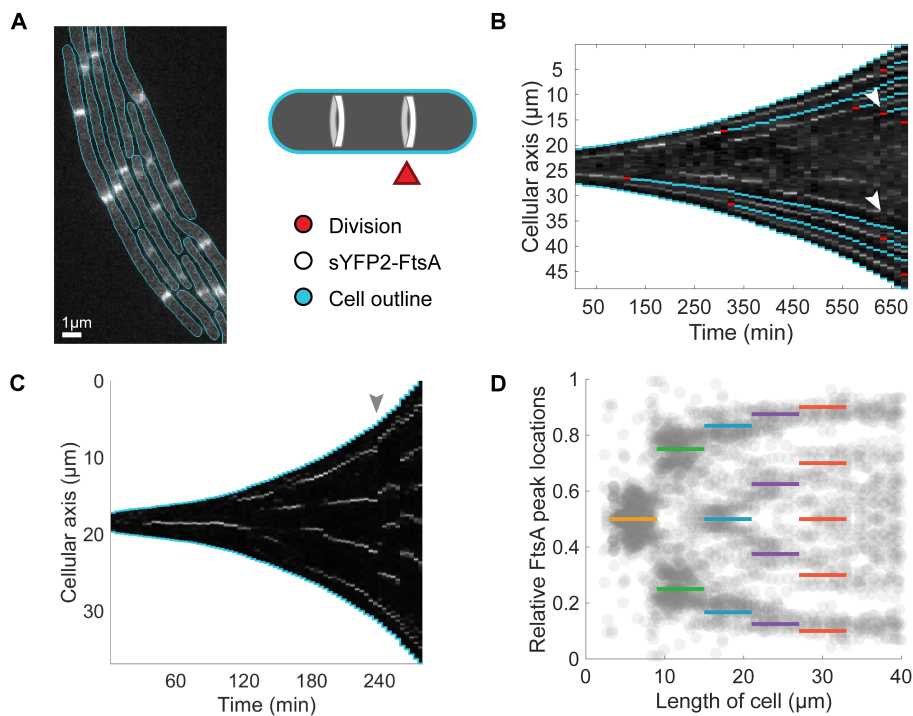 A
1µm
Division
sYFP2-FtsA
Cell outline
B
Cellular axis (µm)
5
10
15
20
25
30
35
40
45
50 150 250 350 450 550 650
Time (min)
C
Cellular axis (µm)
0
10
20
30
60 120 180 240
Time (min)
D
Relative FtsA peak locations
1
0.8
0.6
0.4
0.2
0
0 10 20 30 40
Length of cell (µm)